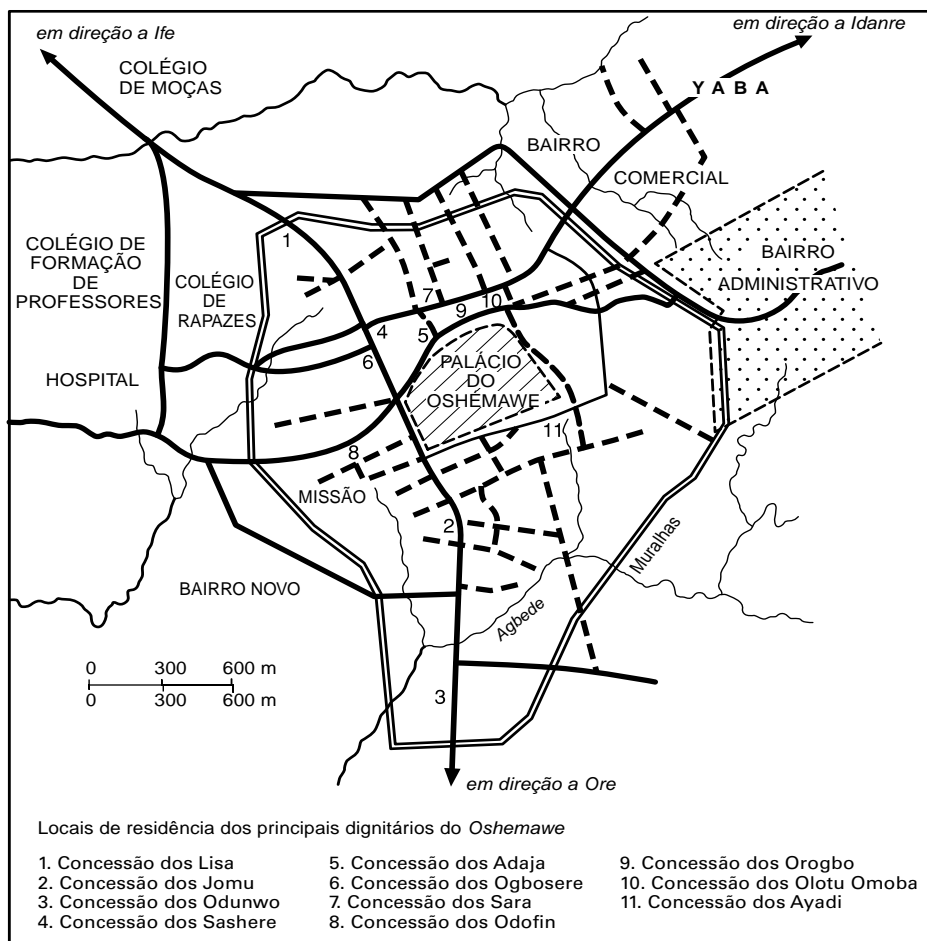 em direção a Ife
em direção a Idanre
COLÉGIO
DE MOÇAS
YABA
BAIRRO
COMERCIAL
1
COLÉGIO DE
FORMAÇÃO
DE
PROFESSORES
COLÉGIO
DE
RAPAZES
BAIRRO
ADMINISTRATIVO
7
10
9
4
5
6
PALÁCIO
DO
OSHEMAWE
HOSPITAL
11
8
MISSÃO
2
Muralhas
BAIRRO NOVO
Agbede
0 300 600 m
0 300 600 m
3
em direção a Ore
Locais de residência dos principais dignitários do Oshemawe
1. Concessão dos Lisa
2. Concessão dos Jomu
3. Concessão dos Odunwo
4. Concessão dos Sashere
5. Concessão dos Adaja
6. Concessão dos Ogbosere
7. Concessão dos Sara
8. Concessão dos Odofin
9. Concessão dos Orogbo
10. Concessão dos Olotu Omoba
11. Concessão dos Ayadi